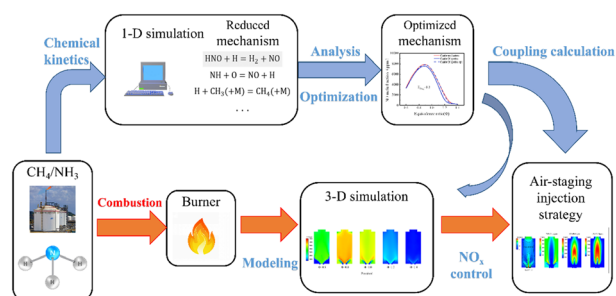 Chemical
kinetics
1-D simulation
Reduced
mechanism
HNO + H = H₂ + NO
NH + O = NO + H
H + CH₃(+M) = CH₄(+M)
...
Analysis
Optimization
Optimized
mechanism
Coupling calculation
CH₄/NH₃
H
H
H
Combustion
Burner
Modeling
3-D simulation
NOₓ
control
Air-staging
injection
strategy